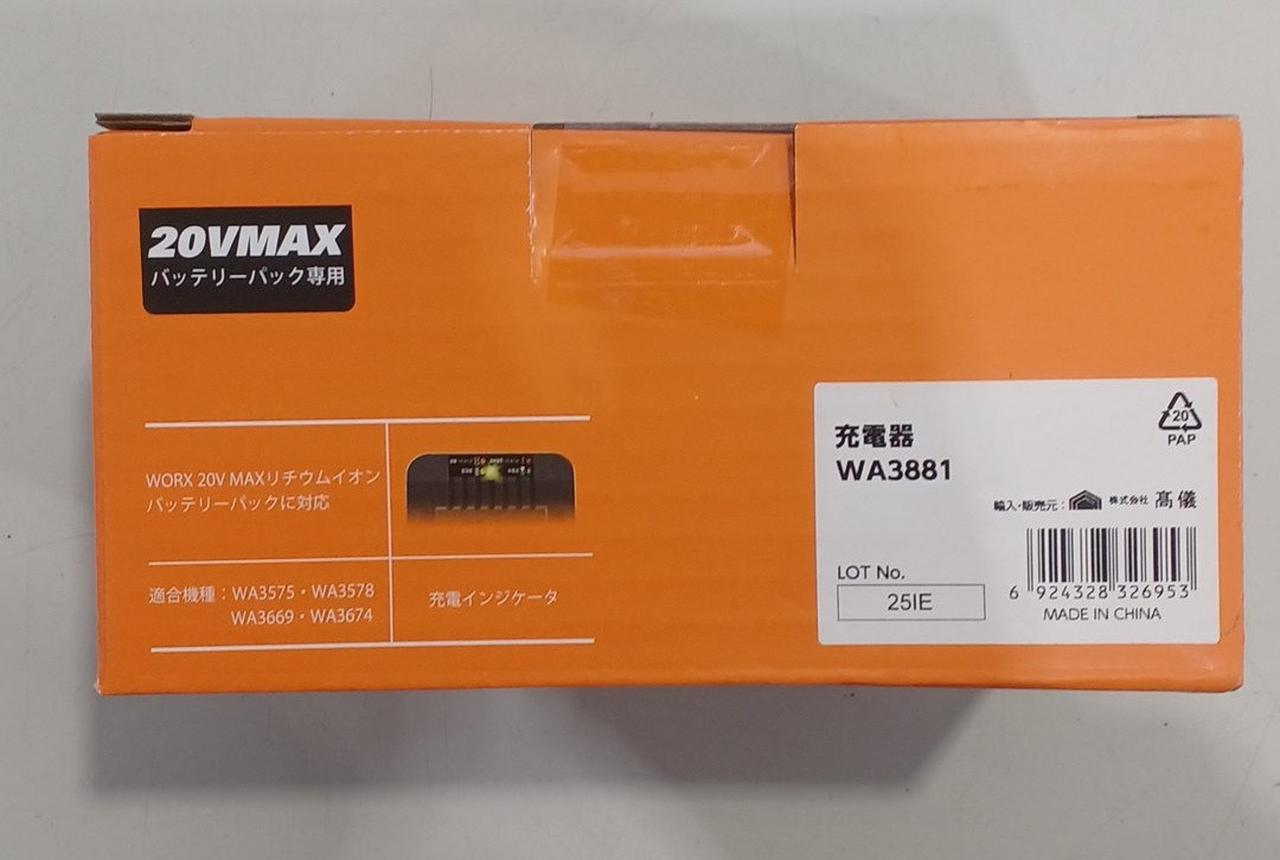 20VMAX
バッテリーパック専用
WORX 20V MAXリチウムイオン
バッテリーパックに対応
適合機種：WA3575・WA3578
WA3669・WA3674
充電インジケータ
充電器
WA3881
20
PAP
輸入・販売元：株式会社 髙儀
LOT No.
25IE
6 924328 326953
MADE IN CHINA